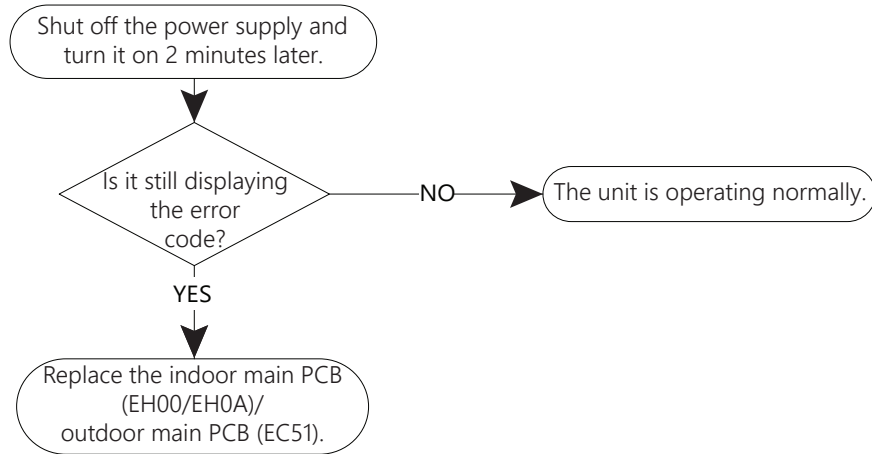 Shut off the power supply and
turn it on 2 minutes later.
Is it still displaying
the error
code?
NO
The unit is operating normally.
YES
Replace the indoor main PCB
(EH00/EH0A)/
outdoor main PCB (EC51).